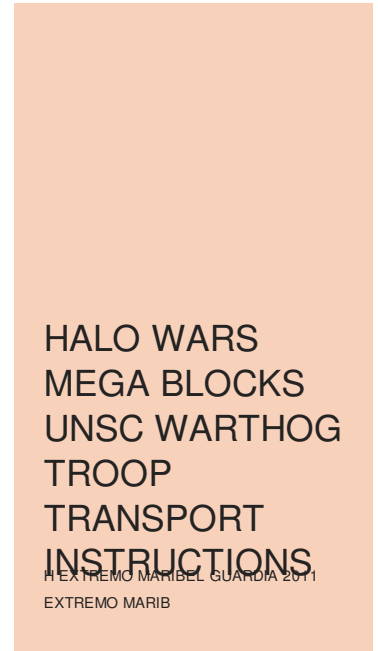 HALO WARS
MEGA BLOCKS
UNSC WARTHOG
TROOP
TRANSPORT
INSTRUCTIONS
H EXTREMO MARIBEL GUARDIA 2011
EXTREMO MARIB